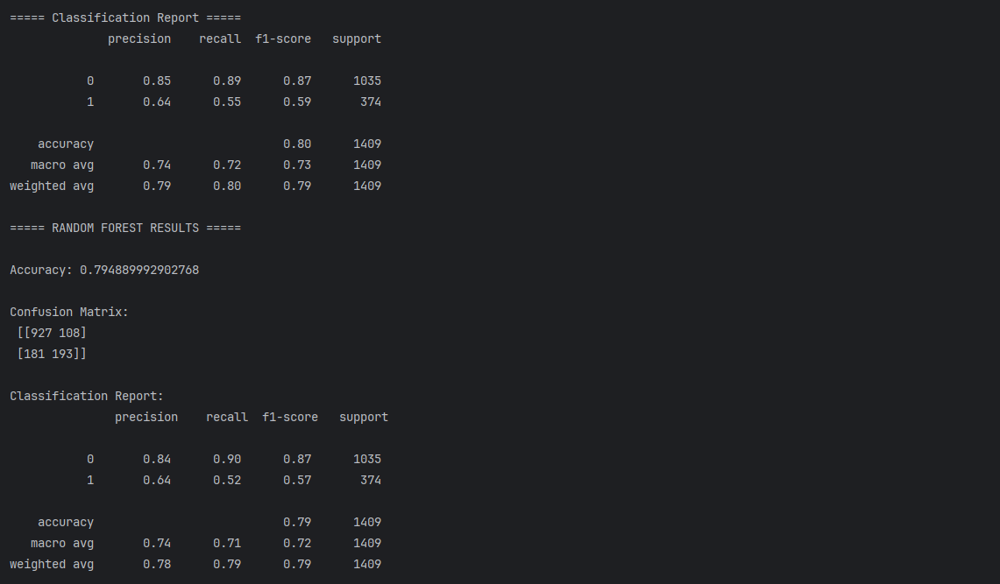 ===== Classification Report =====
              precision    recall  f1-score   support

           0       0.85      0.89      0.87      1035
           1       0.64      0.55      0.59       374

    accuracy                           0.80      1409
   macro avg       0.74      0.72      0.73      1409
weighted avg       0.79      0.80      0.79      1409

===== RANDOM FOREST RESULTS =====

Accuracy: 0.794889992902768

Confusion Matrix:
 [[927 108]
 [181 193]]

Classification Report:
               precision    recall  f1-score   support

           0       0.84      0.90      0.87      1035
           1       0.64      0.52      0.57       374

    accuracy                           0.79      1409
   macro avg       0.74      0.71      0.72      1409
weighted avg       0.78      0.79      0.79      1409